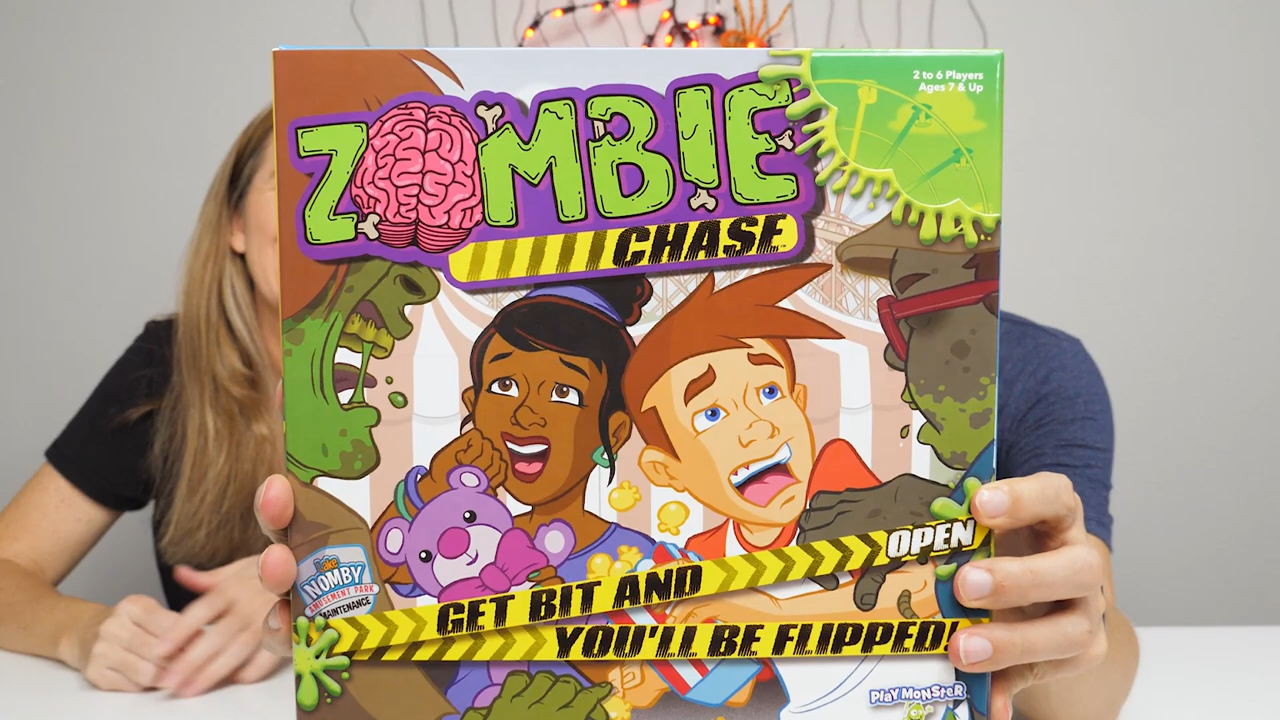 2 to 6 Players
Ages 7 & Up
ZOMBIE
CHASE
OPEN
GET BIT AND
YOU'LL BE FLIPPED!
Lake
NOMBY
AMUSEMENT PARK
MAINTENANCE
PLAYMONSTER